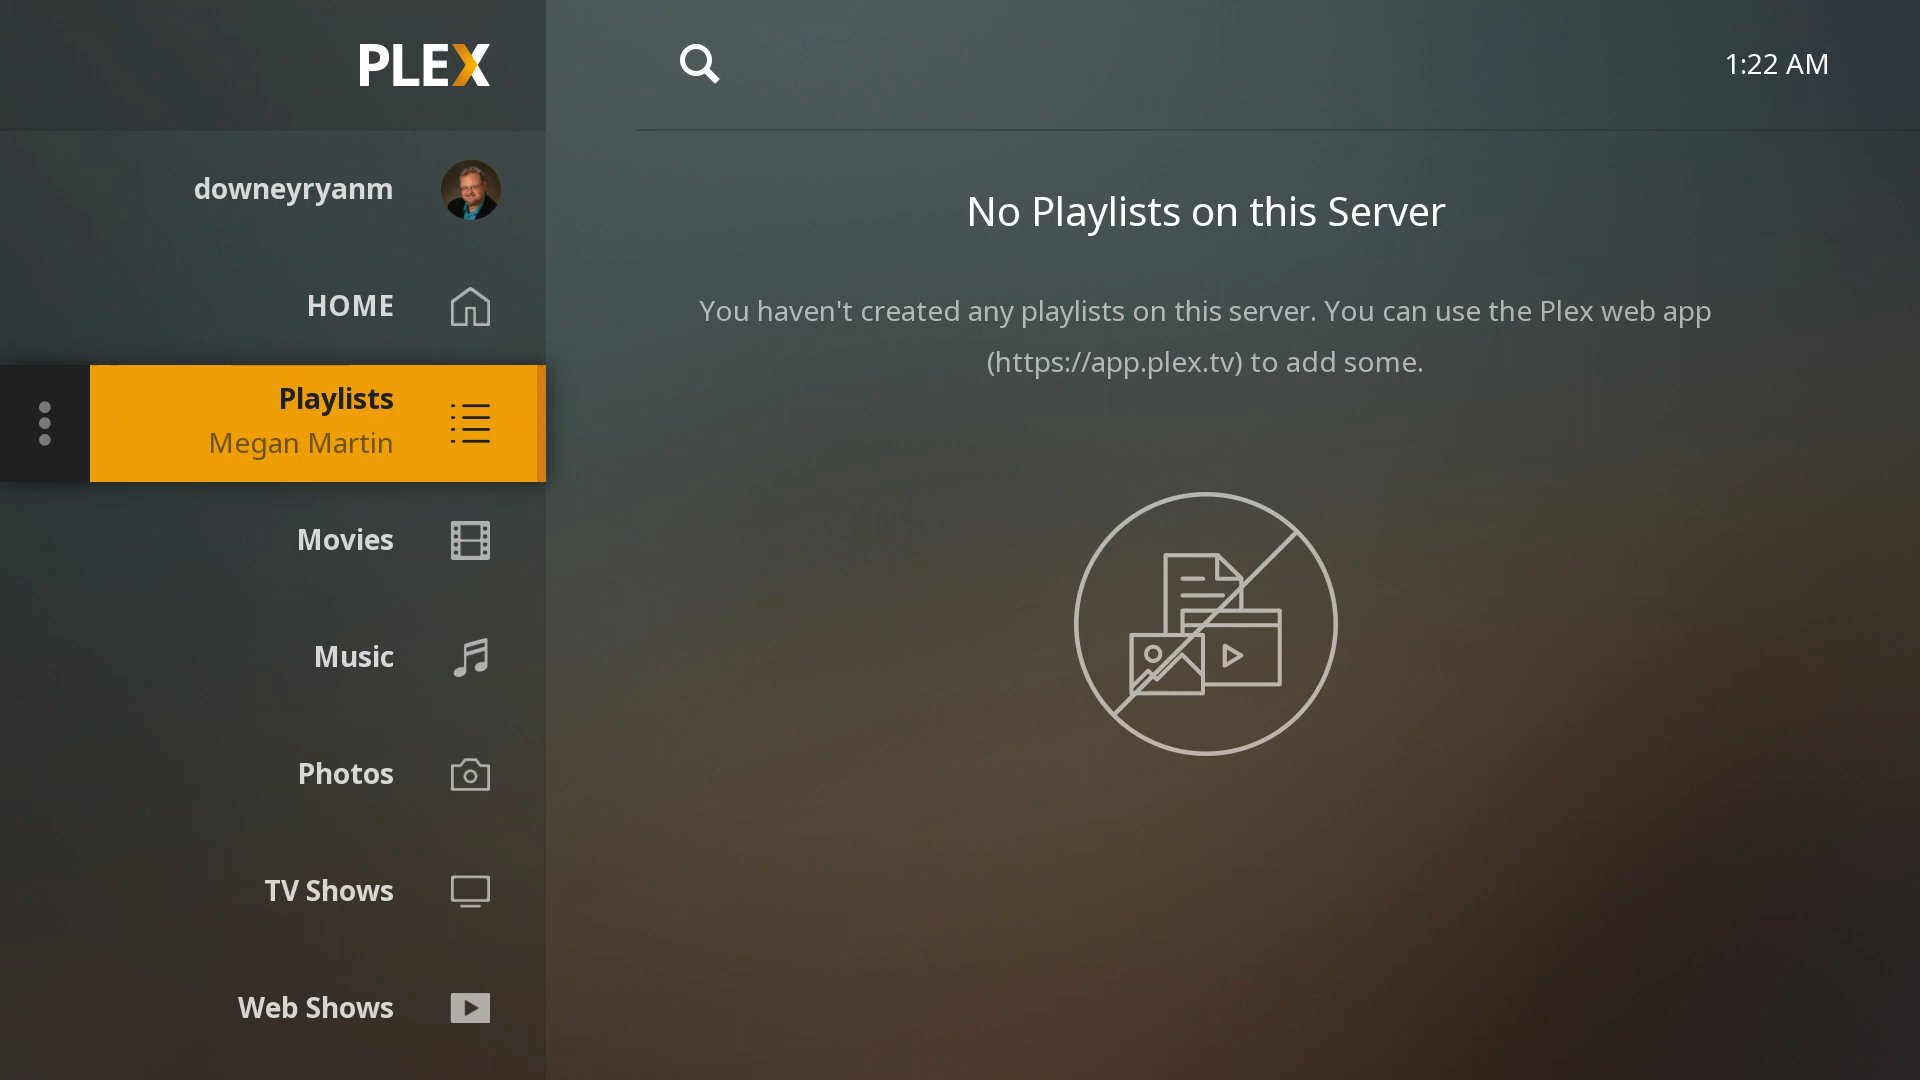 PLEX
1:22 AM
downeyryanm
HOME
Playlists
Megan Martin
Movies
Music
Photos
TV Shows
Web Shows
No Playlists on this Server
You haven't created any playlists on this server. You can use the Plex web app
(https://app.plex.tv) to add some.